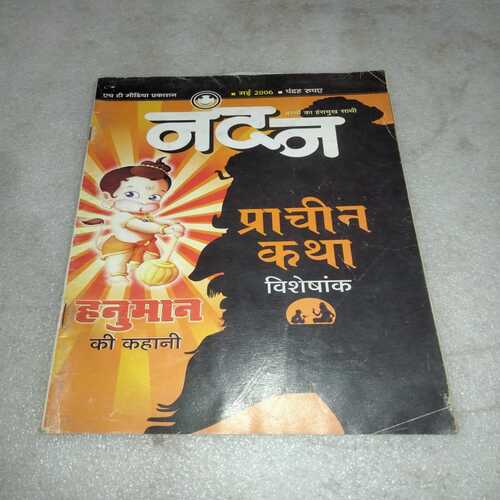 एच टी मीडिया प्रकाशन
▪ मई 2006 ▪ पंद्रह रुपए
नंदन
बच्चों का हंसमुख साथी
प्राचीन
कथा
विशेषांक
हनुमान
की कहानी